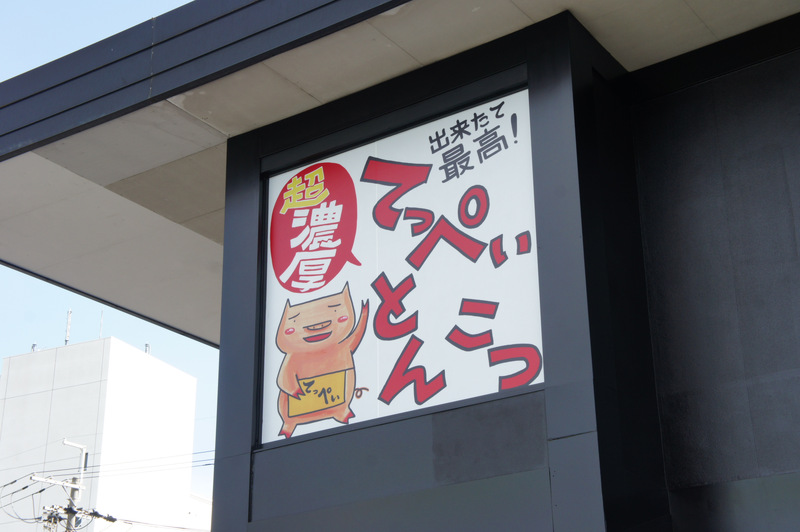 出来たて
最高!
てっぺい
とんこつ
超
濃厚
てっぺい